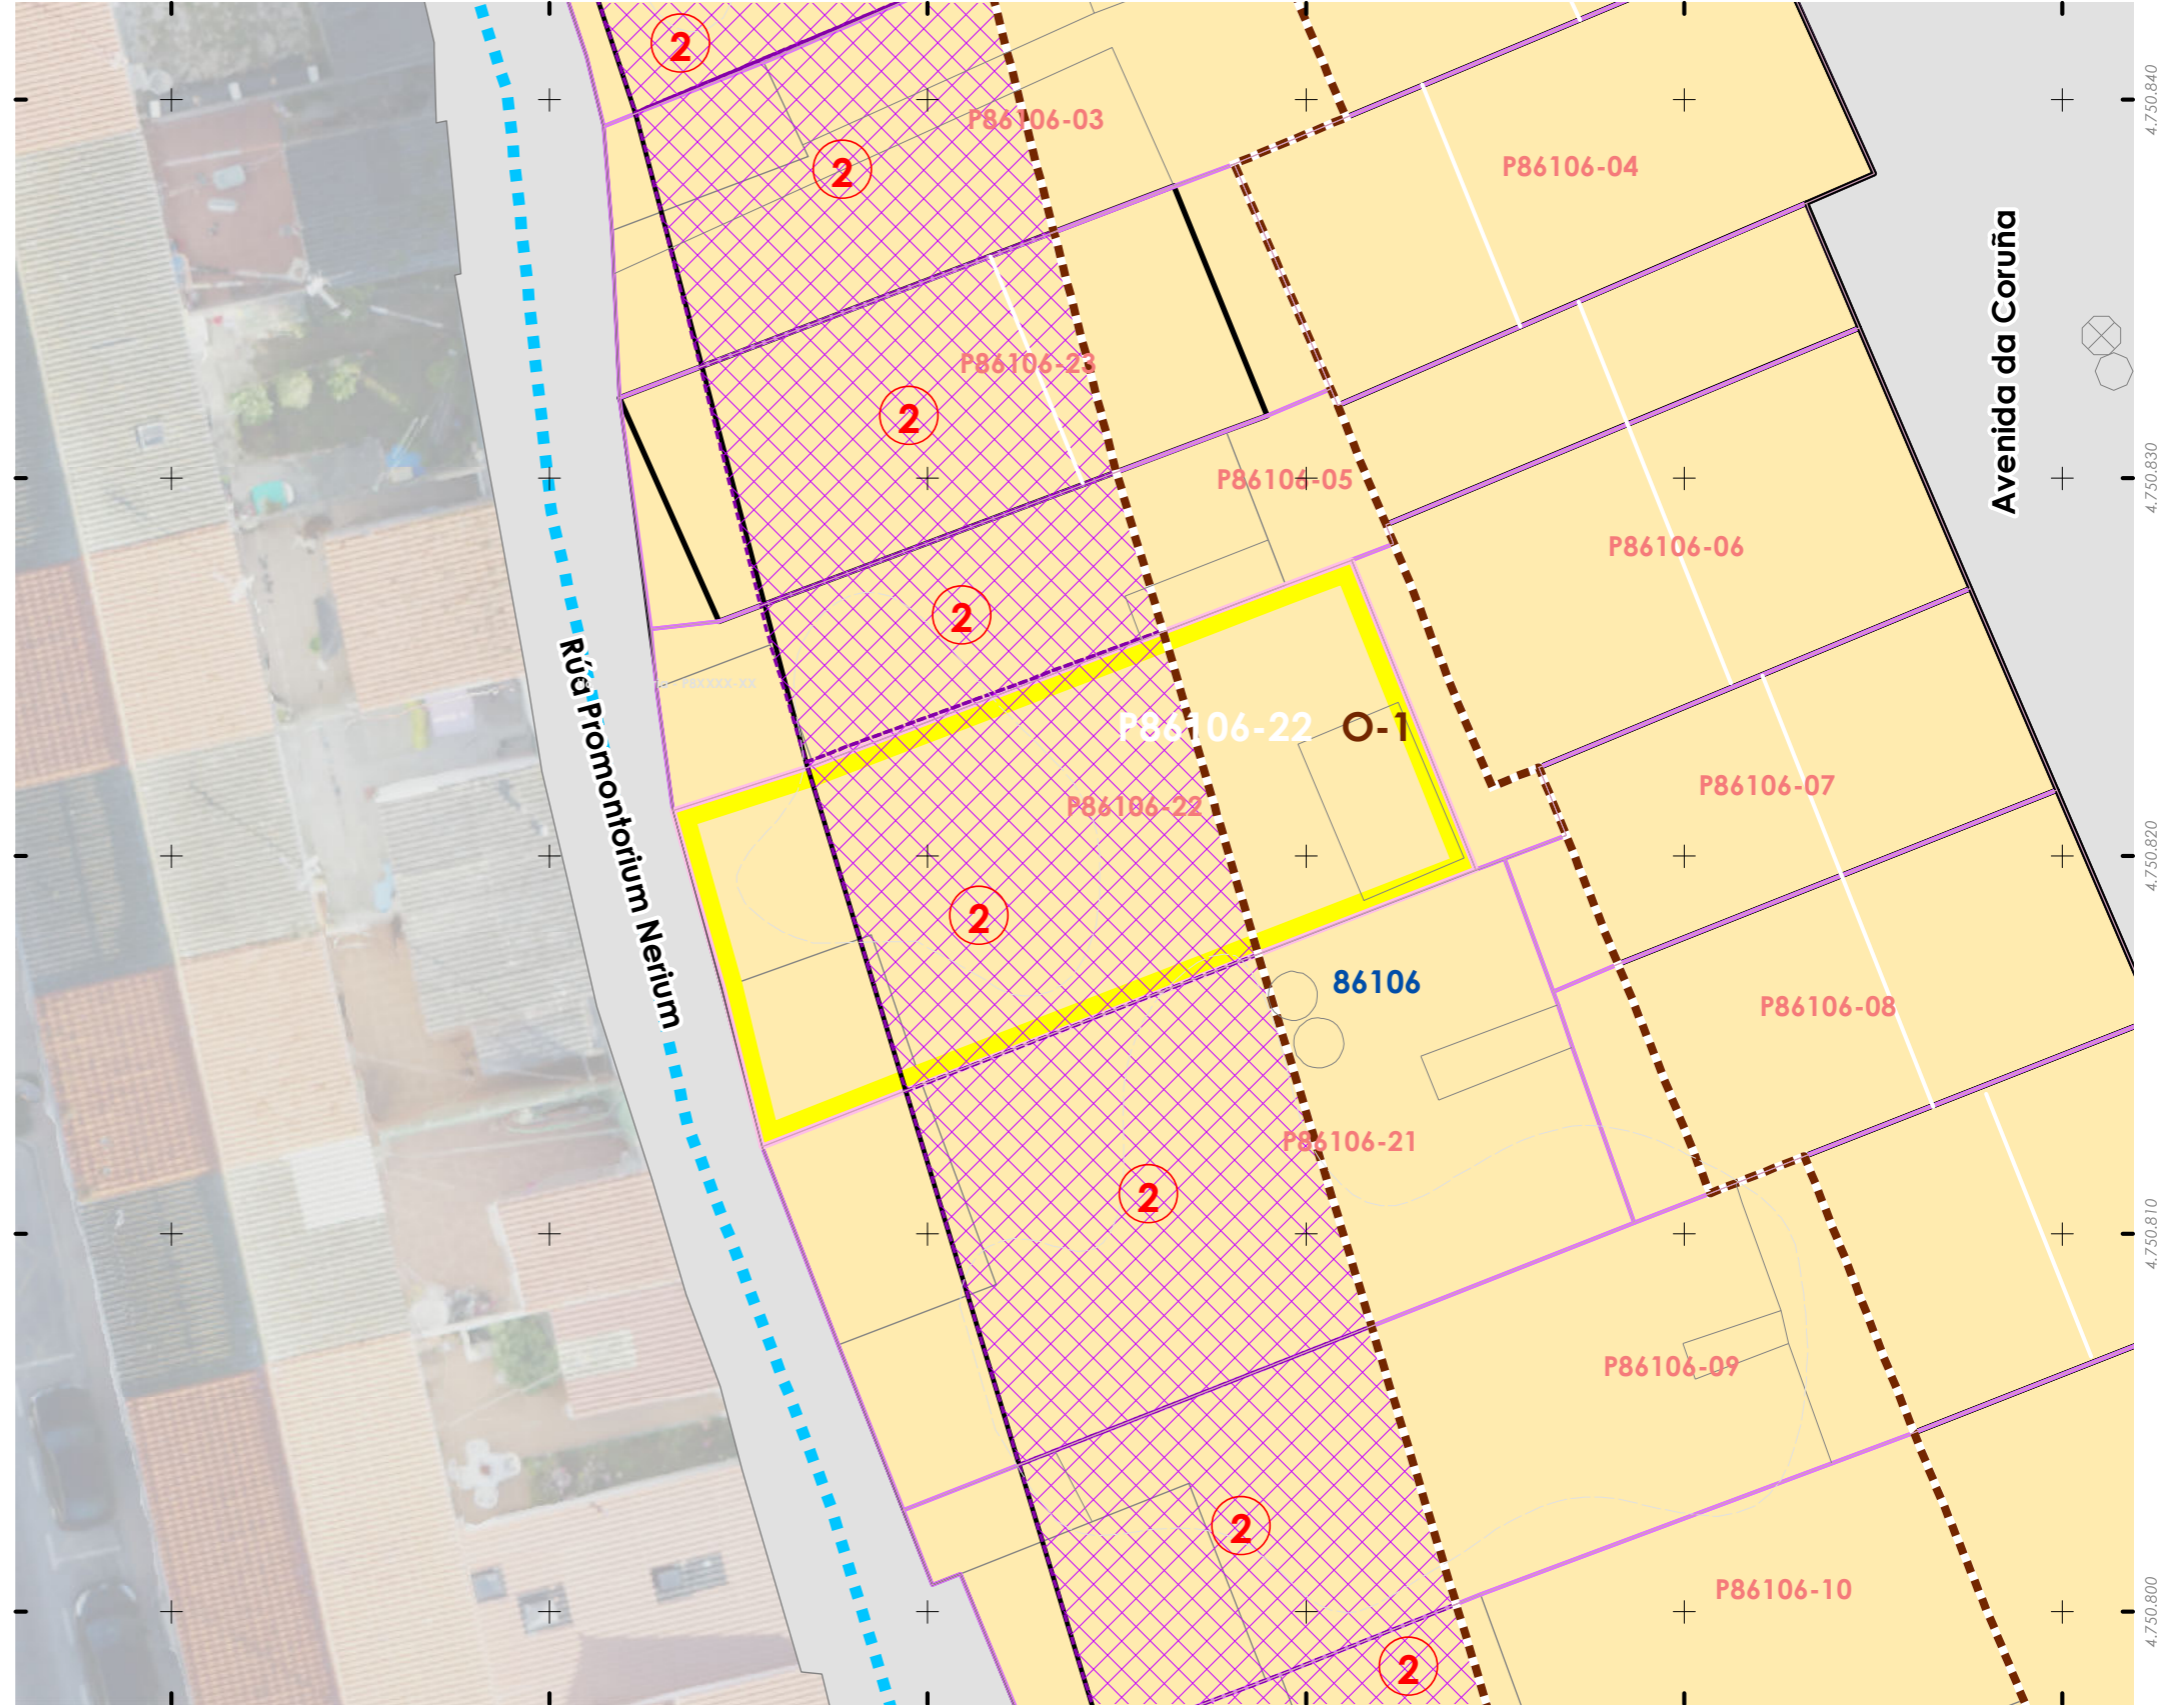 2
4.750.840
P86106-03
P86106-04
2
Avenida da Coruña
P86106-23
2
P86106-05
4.750.830
P86106-06
2
Rúa Promontorium Nerium
P86106-22
O-1
P86106-07
P86106-22
4.750.820
2
86106
P86106-08
P86106-21
2
4.750.810
P86106-09
2
P86106-10
4.750.800
2